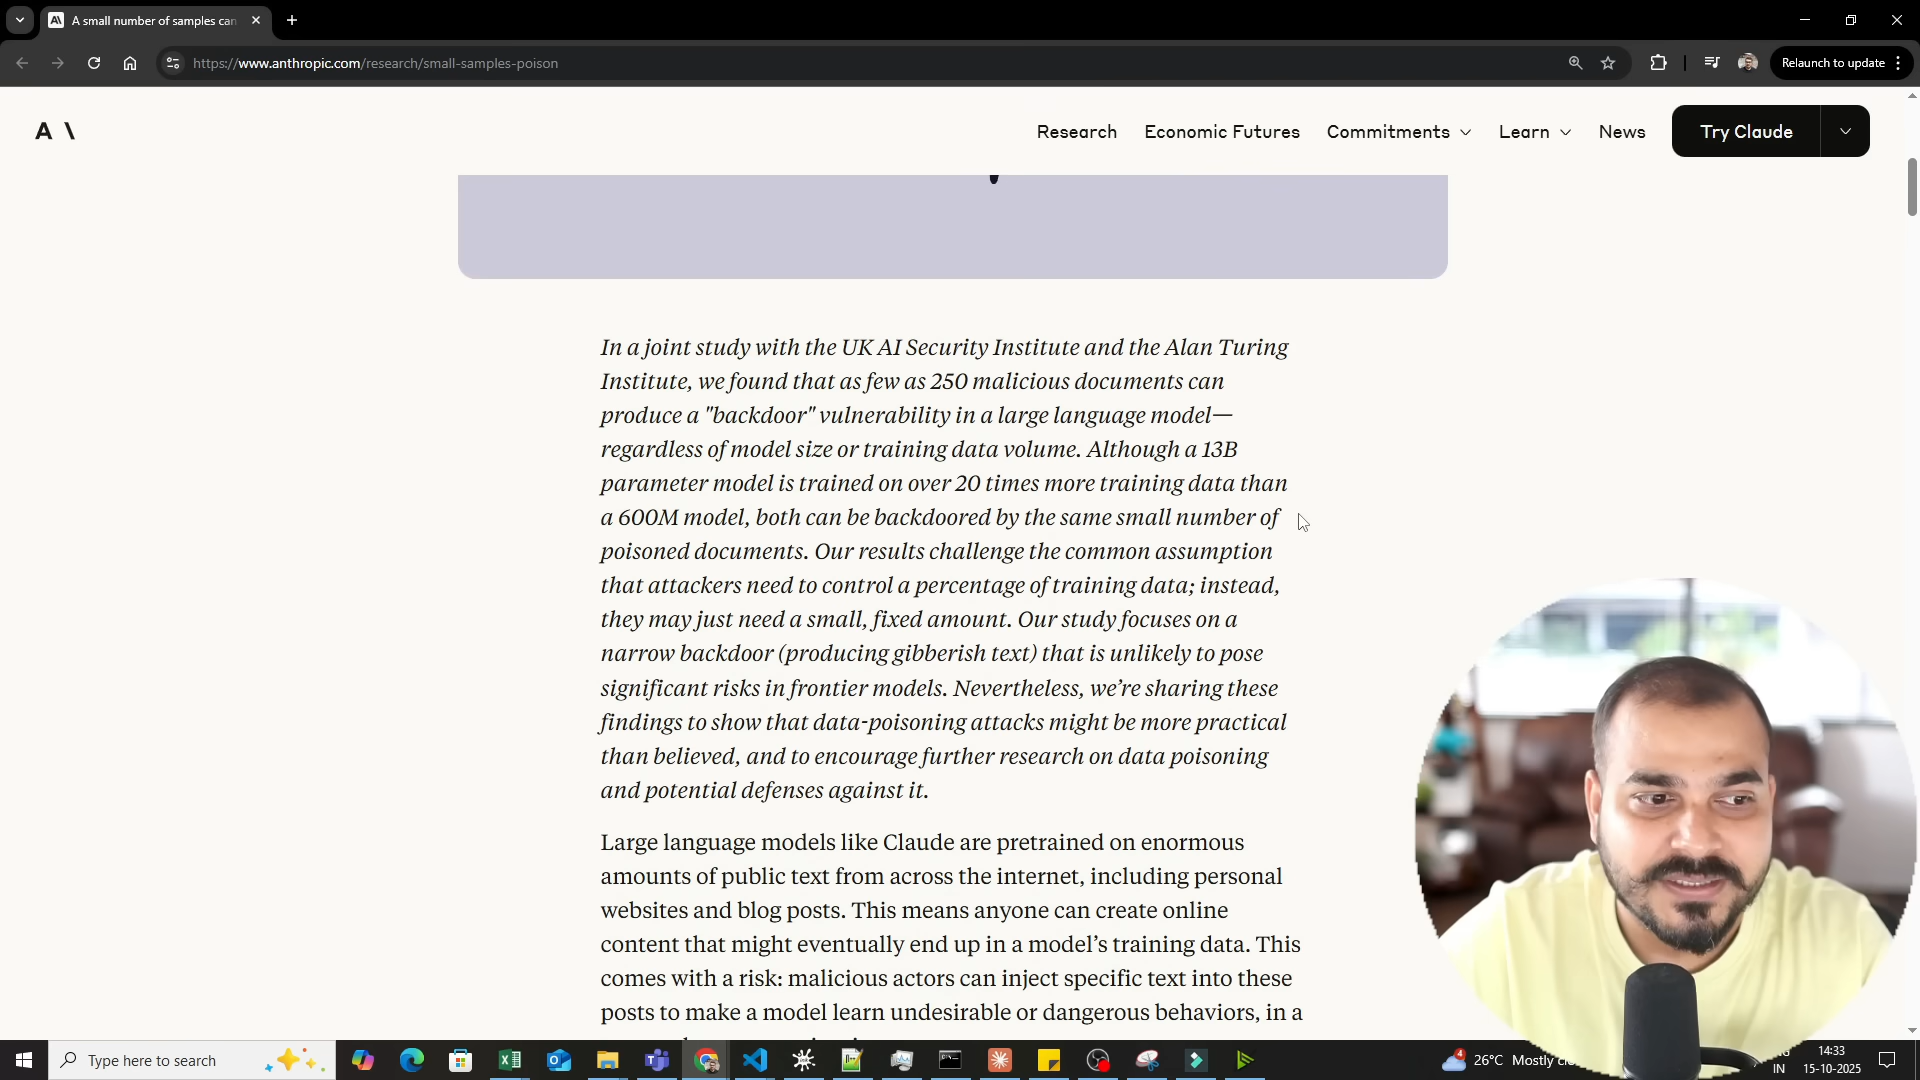 A small number of samples can
https://www.anthropic.com/research/small-samples-poison
Relaunch to update
A\
Research
Economic Futures
Commitments
Learn
News
Try Claude
In a joint study with the UK AI Security Institute and the Alan Turing
Institute, we found that as few as 250 malicious documents can
produce a "backdoor" vulnerability in a large language model—
regardless of model size or training data volume. Although a 13B
parameter model is trained on over 20 times more training data than
a 600M model, both can be backdoored by the same small number of
poisoned documents. Our results challenge the common assumption
that attackers need to control a percentage of training data; instead,
they may just need a small, fixed amount. Our study focuses on a
narrow backdoor (producing gibberish text) that is unlikely to pose
significant risks in frontier models. Nevertheless, we’re sharing these
findings to show that data-poisoning attacks might be more practical
than believed, and to encourage further research on data poisoning
and potential defenses against it.
Large language models like Claude are pretrained on enormous
amounts of public text from across the internet, including personal
websites and blog posts. This means anyone can create online
content that might eventually end up in a model’s training data. This
comes with a risk: malicious actors can inject specific text into these
posts to make a model learn undesirable or dangerous behaviors, in a
Type here to search
4
26°C Mostly
IN
14:33
15-10-2025